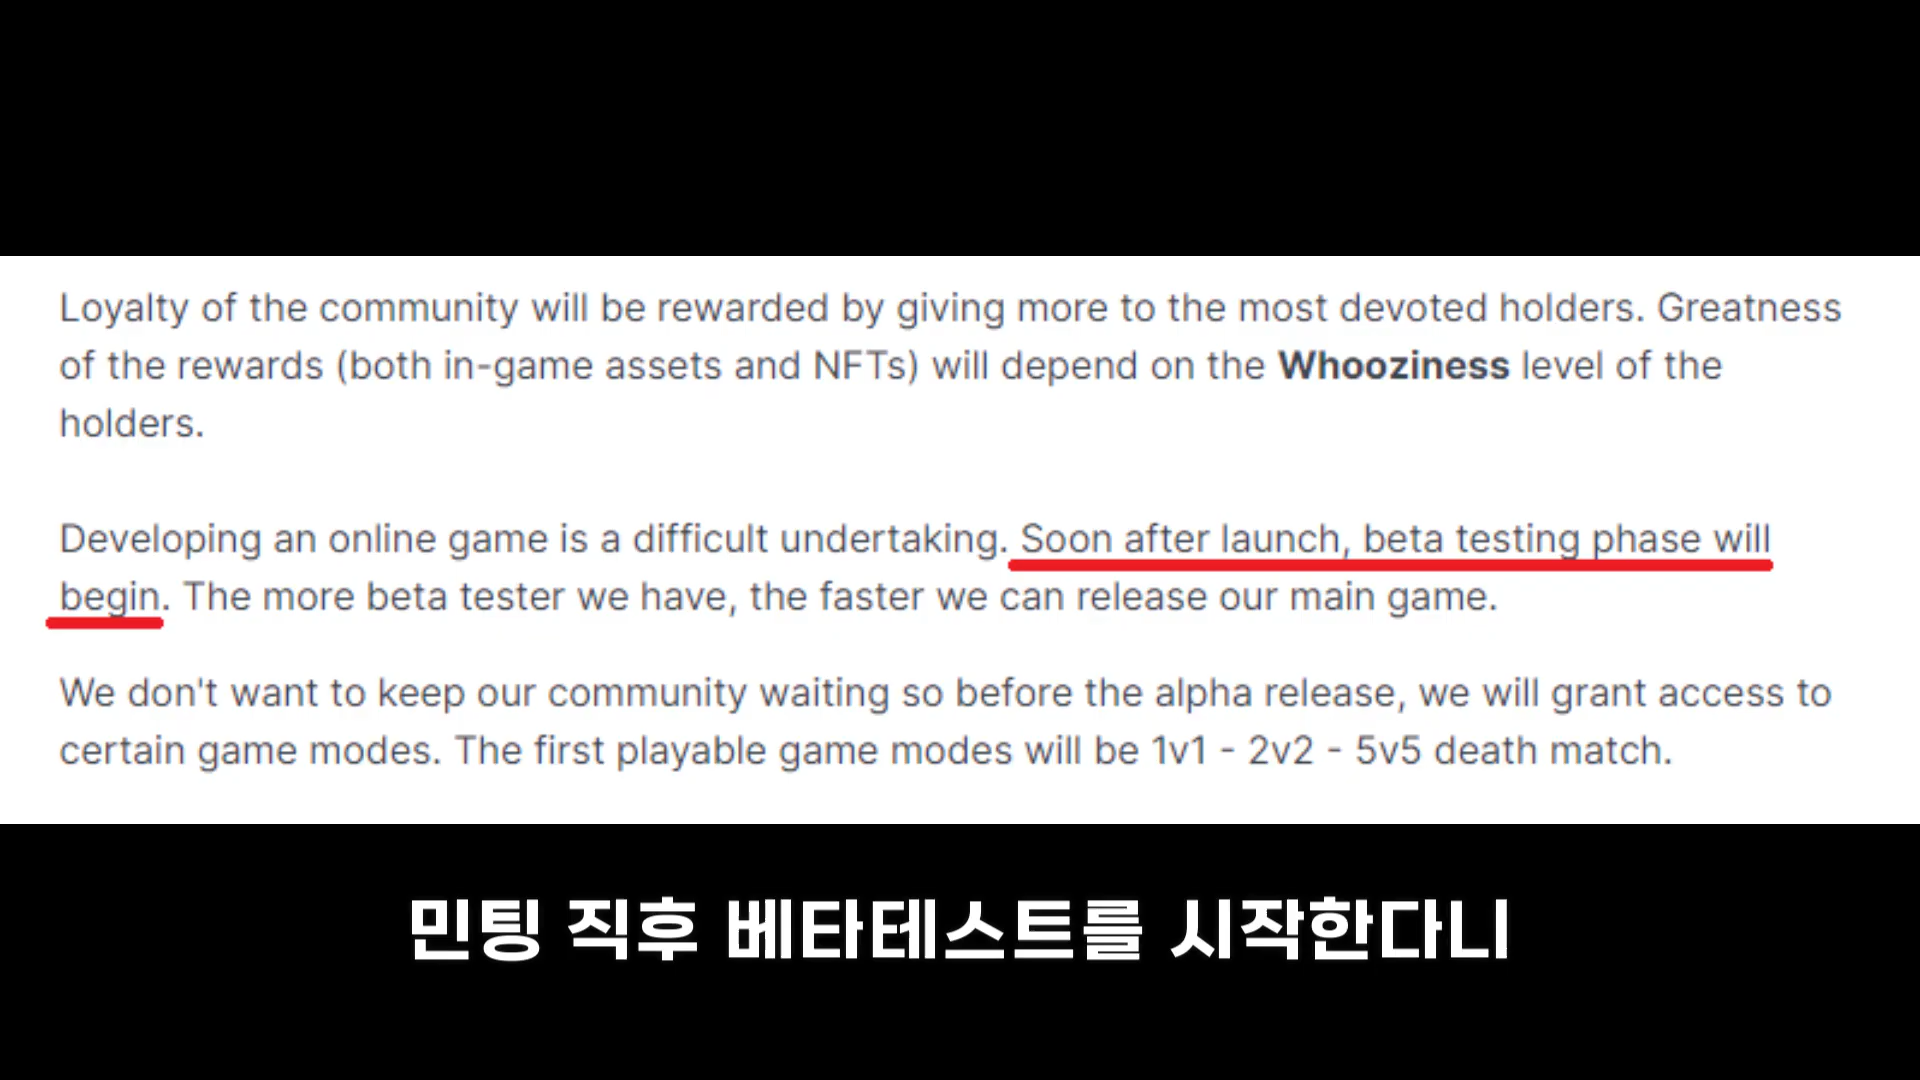 Loyalty of the community will be rewarded by giving more to the most devoted holders. Greatness
of the rewards (both in-game assets and NFTs) will depend on the Whooziness level of the
holders.
Developing an online game is a difficult undertaking. Soon after launch, beta testing phase will
begin. The more beta tester we have, the faster we can release our main game.
We don't want to keep our community waiting so before the alpha release, we will grant access to
certain game modes. The first playable game modes will be 1v1 - 2v2 - 5v5 death match.
민팅 직후 베타테스트를 시작한다니